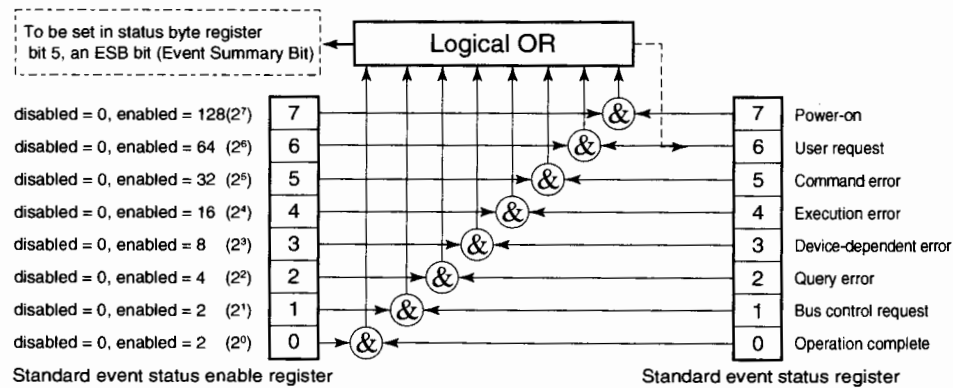 To be set in status byte register
bit 5, an ESB bit (Event Summary Bit)
Logical OR
disabled = 0, enabled = 128(2⁷) 7 & 7 Power-on
disabled = 0, enabled = 64 (2⁶) 6 & 6 User request
disabled = 0, enabled = 32 (2⁵) 5 & 5 Command error
disabled = 0, enabled = 16 (2⁴) 4 & 4 Execution error
disabled = 0, enabled = 8 (2³) 3 & 3 Device-dependent error
disabled = 0, enabled = 4 (2²) 2 & 2 Query error
disabled = 0, enabled = 2 (2¹) 1 & 1 Bus control request
disabled = 0, enabled = 2 (2⁰) 0 & 0 Operation complete
Standard event status enable register Standard event status register